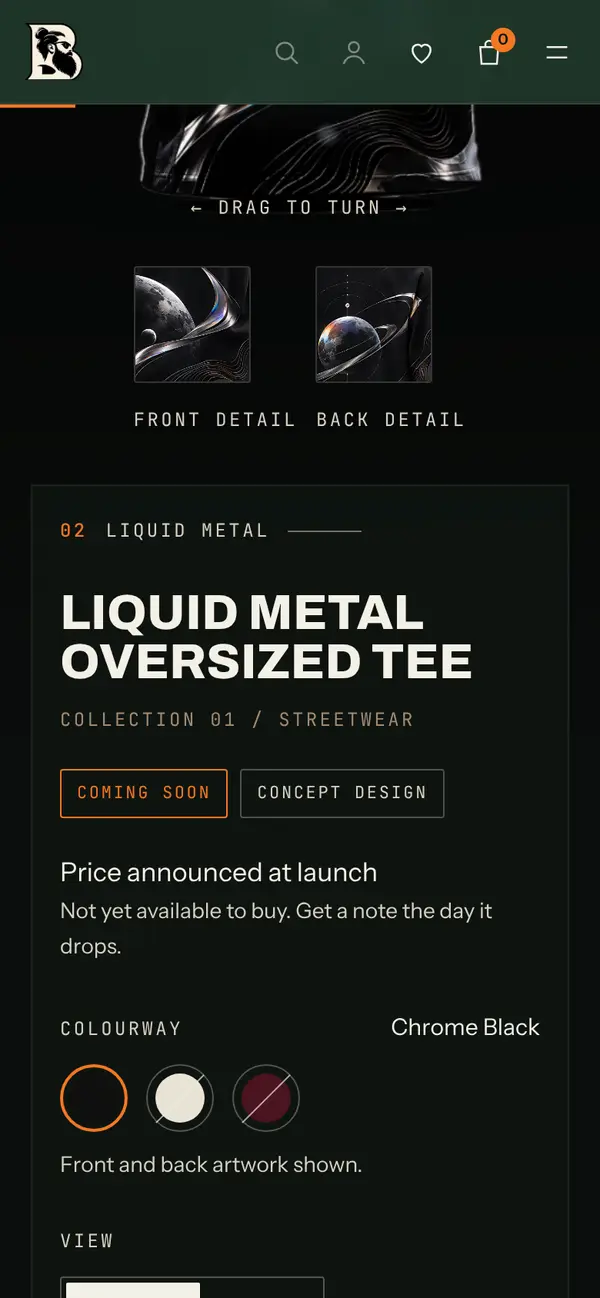 B
0
← DRAG TO TURN →
FRONT DETAIL BACK DETAIL
02 LIQUID METAL
LIQUID METAL
OVERSIZED TEE
COLLECTION 01 / STREETWEAR
COMING SOON CONCEPT DESIGN
Price announced at launch
Not yet available to buy. Get a note the day it
drops.
COLOURWAY Chrome Black
Front and back artwork shown.
VIEW